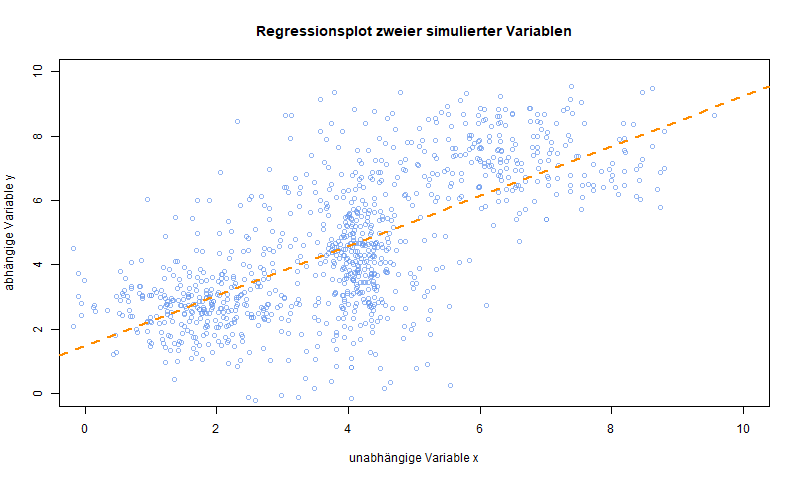 Regressionsplot zweier simulierter Variablen
abhängige Variable y
10
8
6
4
2
0
0 2 4 6 8 10
unabhängige Variable x